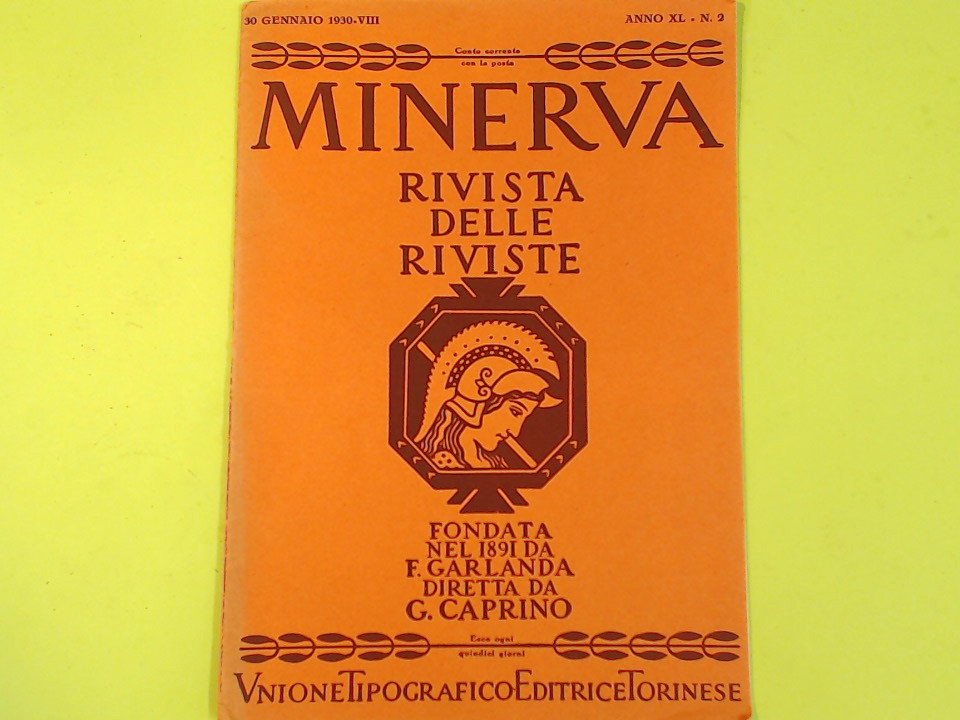 30 GENNAIO 1930-VIII
ANNO XL - N. 2
Conto corrente
con la posta
MINERVA
RIVISTA
DELLE
RIVISTE
FONDATA
NEL 1891 DA
F. GARLANDA
DIRETTA DA
G. CAPRINO
Esce ogni
quindici giorni
VNIONE TIPOGRAFICO-EDITRICE TORINESE